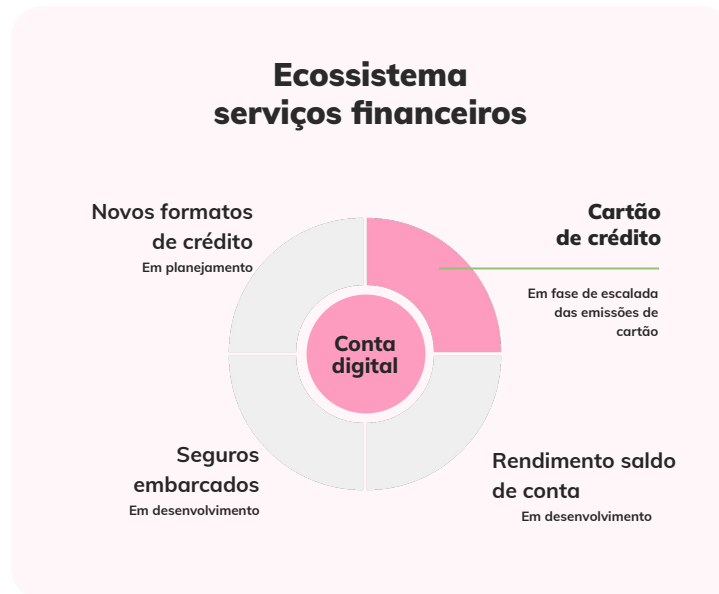 Ecossistema
serviços financeiros
Novos formatos
de crédito
Em planejamento
Cartão
de crédito
Em fase de escalada
das emissões de
cartão
Conta
digital
Seguros
embarcados
Em desenvolvimento
Rendimento saldo
de conta
Em desenvolvimento